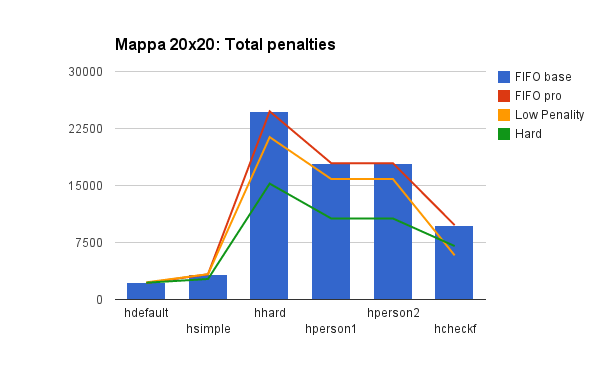 Mappa 20x20: Total penalties
30000
22500
15000
7500
0
hdefault
hsimple
hhard
hperson1
hperson2
hcheckf
FIFO base
FIFO pro
Low Penality
Hard